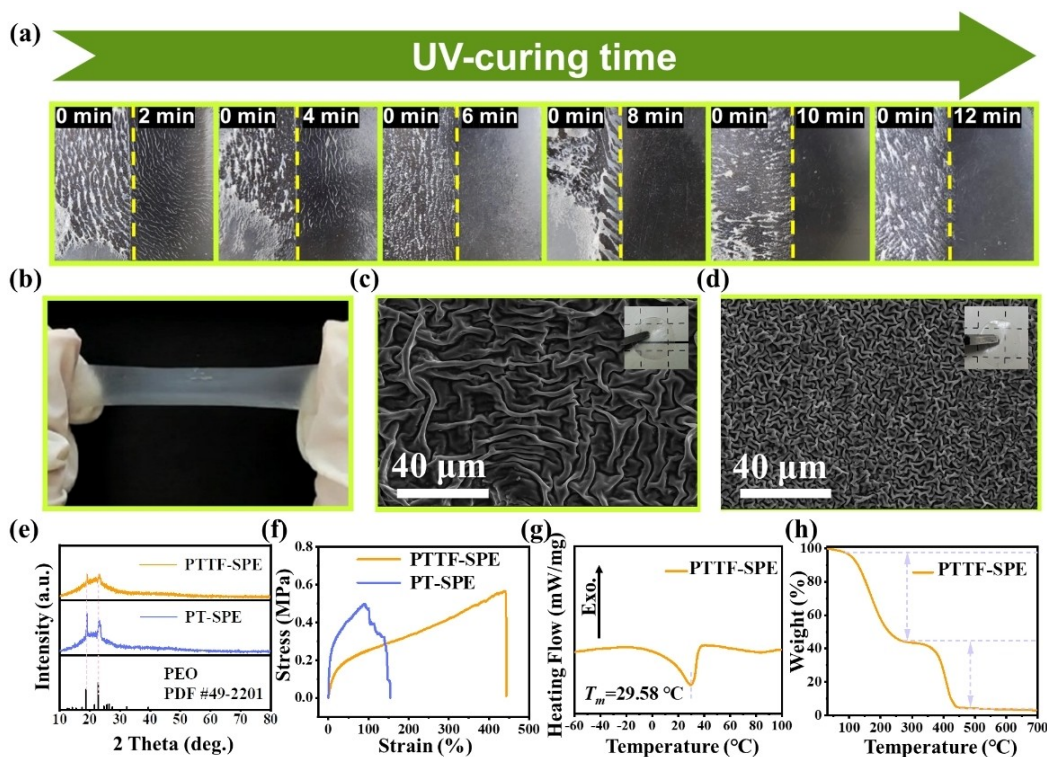 (a)
UV-curing time
0 min 2 min 0 min 4 min 0 min 6 min 0 min 8 min 0 min 10 min 0 min 12 min
(b)
(c)
(d)
40 μm
40 μm
(e)
PTTF-SPE
PT-SPE
PEO
PDF #49-2201
Intensity (a.u.)
10 20 30 40 50 60 70 80
2 Theta (deg.)
(f)
PTTF-SPE
PT-SPE
Stress (MPa)
0.8
0.6
0.4
0.2
0.0
0 100 200 300 400 500
Strain (%)
(g)
PTTF-SPE
Exo.
Heating Flow (mW/mg)
Tm=29.58 °C
-60 -40 -20 0 20 40 60 80 100
Temperature (°C)
(h)
PTTF-SPE
Weight (%)
100
80
60
40
20
0
100 200 300 400 500 600 700
Temperature (°C)